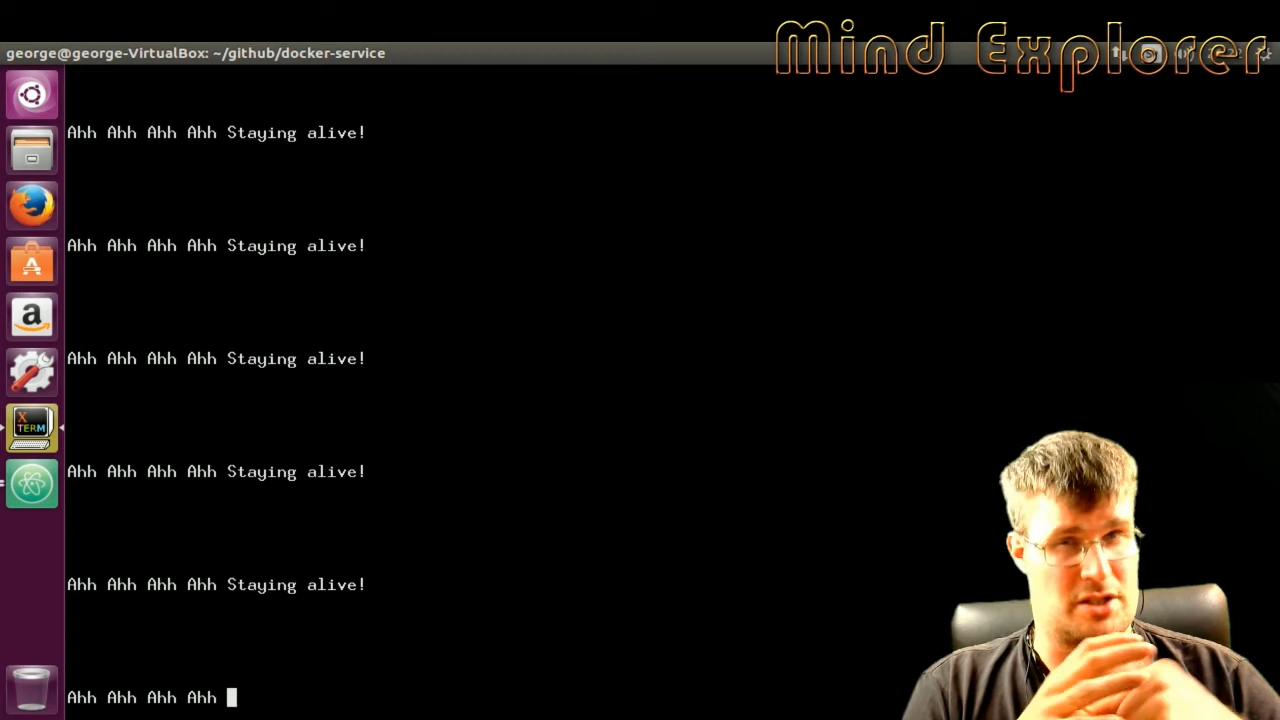 Mind Explorer
george@george-VirtualBox: ~/github/docker-service
Ahh Ahh Ahh Ahh Staying alive!
Ahh Ahh Ahh Ahh Staying alive!
Ahh Ahh Ahh Ahh Staying alive!
Ahh Ahh Ahh Ahh Staying alive!
Ahh Ahh Ahh Ahh Staying alive!
X
TERM
Ahh Ahh Ahh Ahh